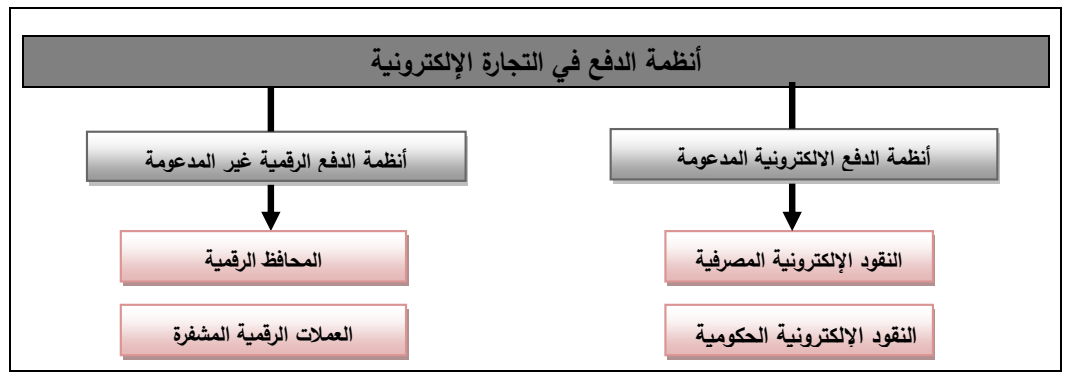 أنظمة الدفع في التجارة الإلكترونية
أنظمة الدفع الالكترونية المدعومة
أنظمة الدفع الرقمية غير المدعومة
النقود الإلكترونية المصرفية
المحافظ الرقمية
النقود الإلكترونية الحكومية
العملات الرقمية المشفرة